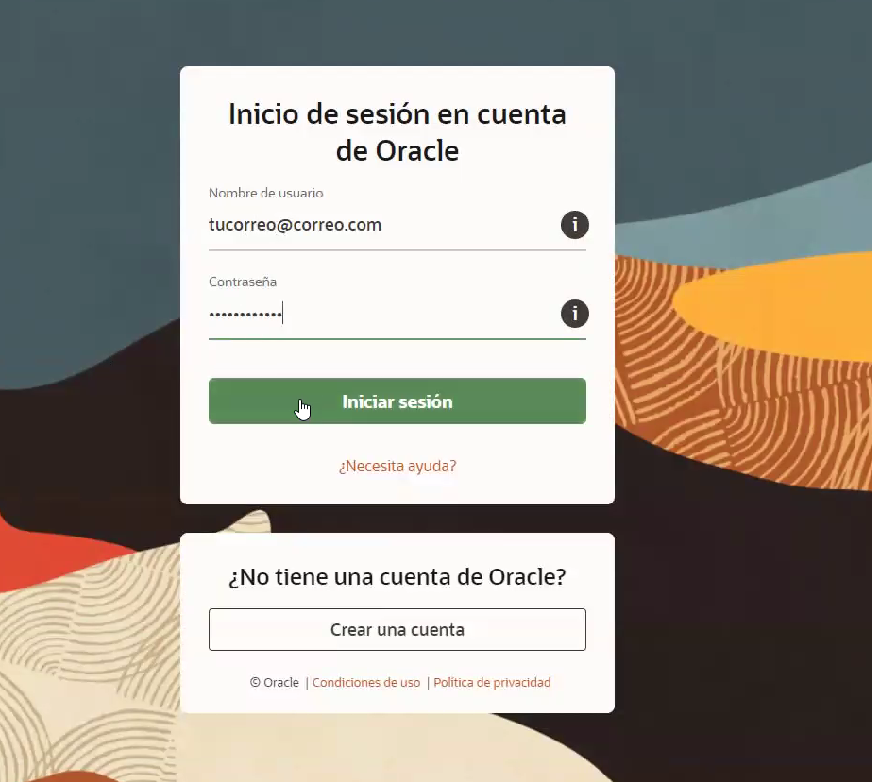 Inicio de sesión en cuenta
de Oracle
Nombre de usuario
tucorreo@correo.com
i
Contraseña
••••••••••••
i
Iniciar sesión
¿Necesita ayuda?
¿No tiene una cuenta de Oracle?
Crear una cuenta
© Oracle | Condiciones de uso | Política de privacidad